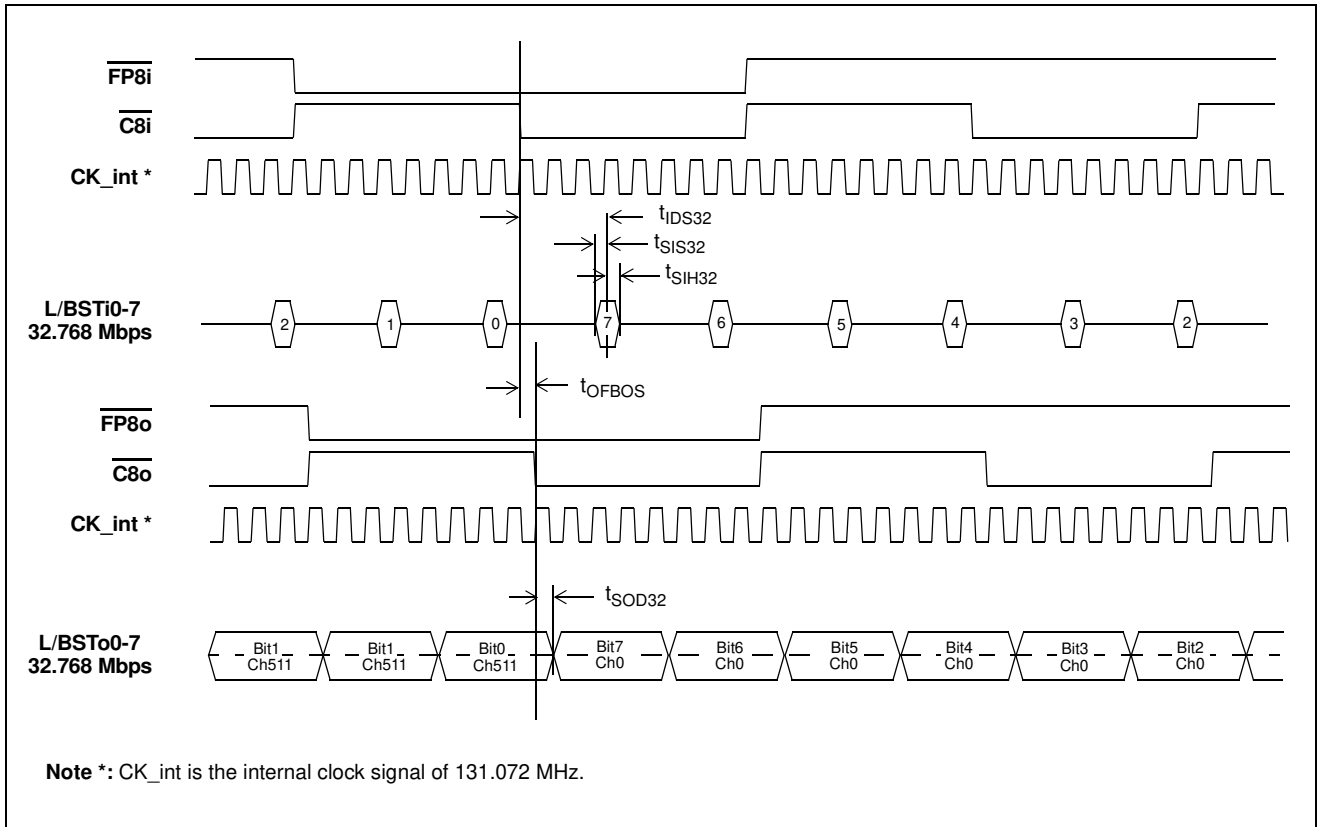 FP8i
C8i
CK_int *
tIDS32
tSIS32
tSIH32
L/BSTi0-7
32.768 Mbps
2 1 0 7 6 5 4 3 2
tOFBOS
FP8o
C8o
CK_int *
tSOD32
L/BSTo0-7
32.768 Mbps
Bit1 Bit1 Bit0 Bit7 Bit6 Bit5 Bit4 Bit3 Bit2
Ch511 Ch511 Ch511 Ch0 Ch0 Ch0 Ch0 Ch0 Ch0
Note *: CK_int is the internal clock signal of 131.072 MHz.